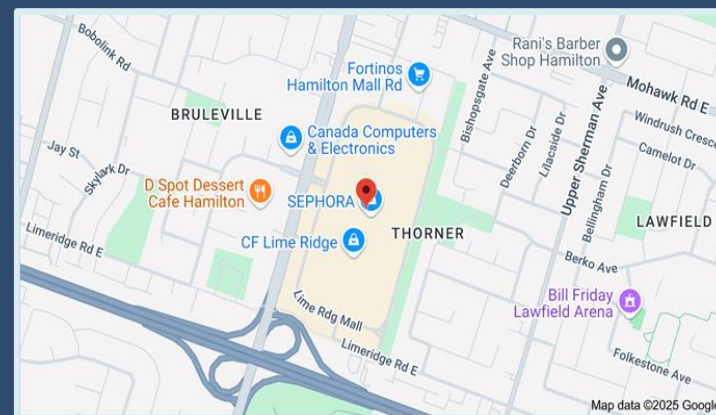 Bobolink Rd
Rani's Barber
Shop Hamilton
Fortinos
Hamilton Mall Rd
Mohawk Rd E
Bishopsgate Ave
Upper Sherman Ave
BRULEVILLE
Canada Computers
& Electronics
Windrush Cresce
Deerborn Dr
Lilacside Dr
Camelot Dr
Jay St
Skylark Dr
D Spot Dessert
Cafe Hamilton
SEPHORA
Bellingham Dr
LAWFIELD
THORNER
CF Lime Ridge
Limeridge Rd E
Berko Ave
Bill Friday
Lawfield Arena
Lime Rdg Mall
Limeridge Rd E
Folkestone Ave
Map data ©2025 Google